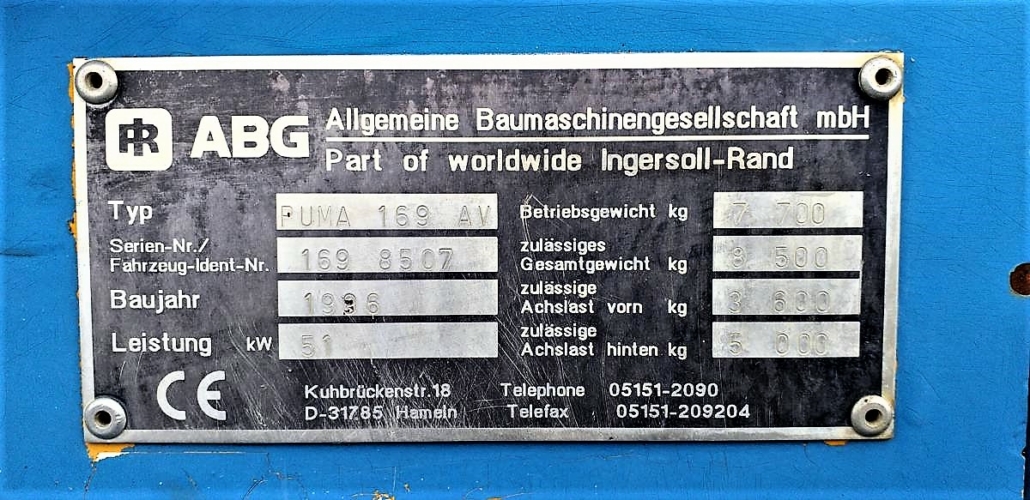 IR ABG Allgemeine Baumaschinengesellschaft mbH
Part of worldwide Ingersoll-Rand
Typ PUMA 169 AV Betriebsgewicht kg 7 700
Serien-Nr./ zulässiges
Fahrzeug-Ident-Nr. 169 8507 Gesamtgewicht kg 8 500
Baujahr 1996 zulässige
Achslast vorn kg 3 600
Leistung kW 51 zulässige
Achslast hinten kg 5 000
CE Kuhbrückenstr.18 Telephone 05151-2090
D-31785 Hameln Telefax 05151-209204